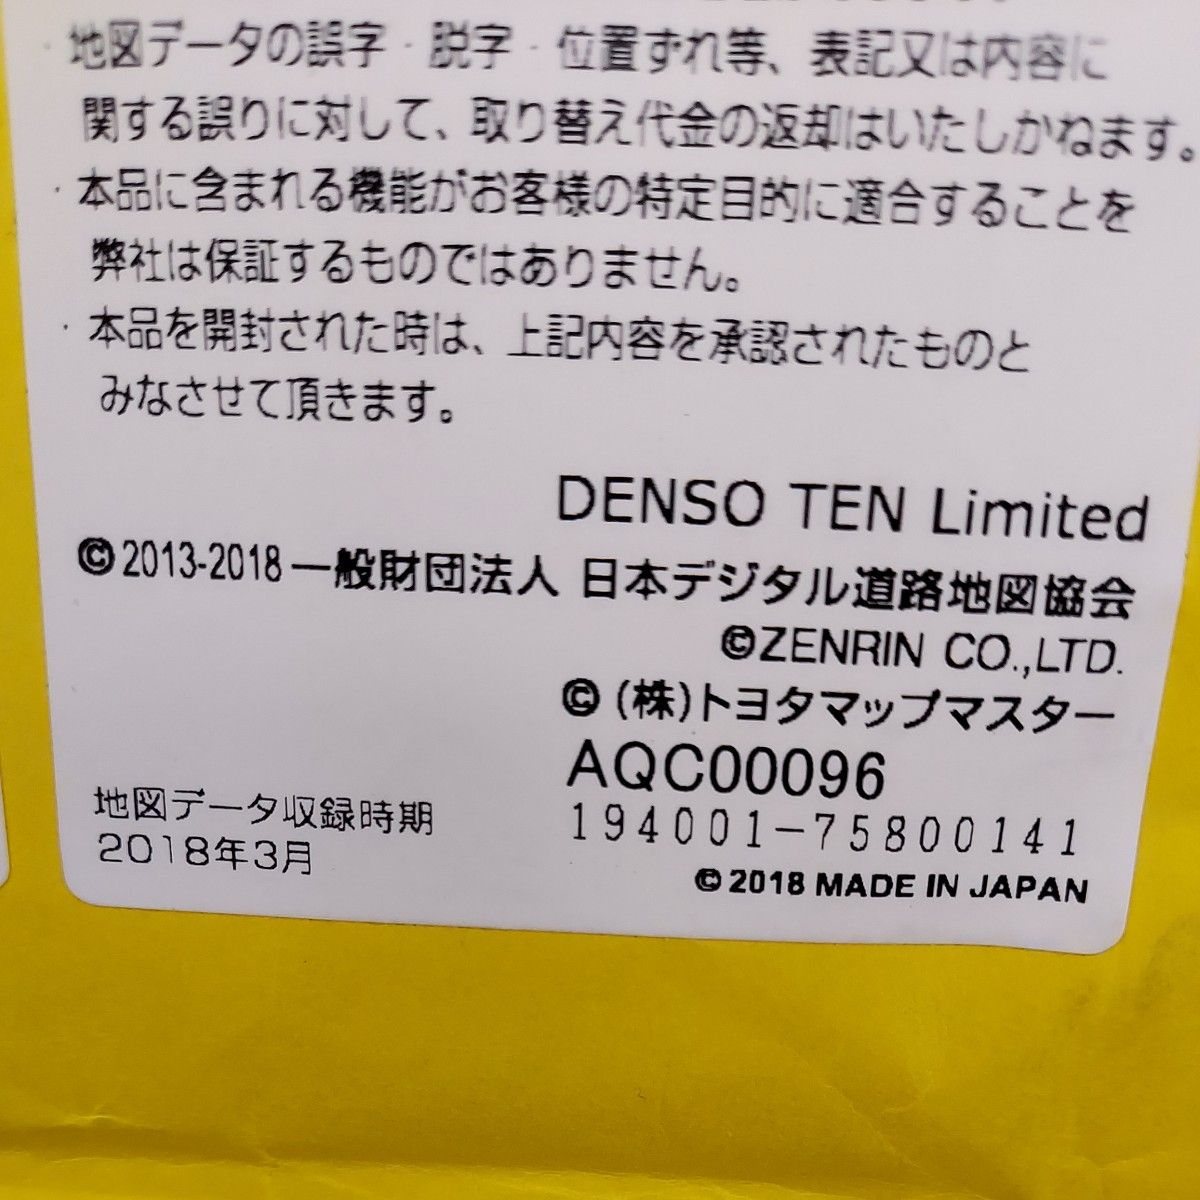 ・地図データの誤字・脱字・位置ずれ等、表記又は内容に
関する誤りに対して、取り替え代金の返却はいたしかねます。
・本品に含まれる機能がお客様の特定目的に適合することを
弊社は保証するものではありません。
・本品を開封された時は、上記内容を承認されたものと
みなさせて頂きます。
DENSO TEN Limited
©2013-2018 一般財団法人 日本デジタル道路地図協会
©ZENRIN CO.,LTD.
©(株)トヨタマップマスター
AQC00096
地図データ収録時期
194001-75800141
2018年3月
©2018 MADE IN JAPAN